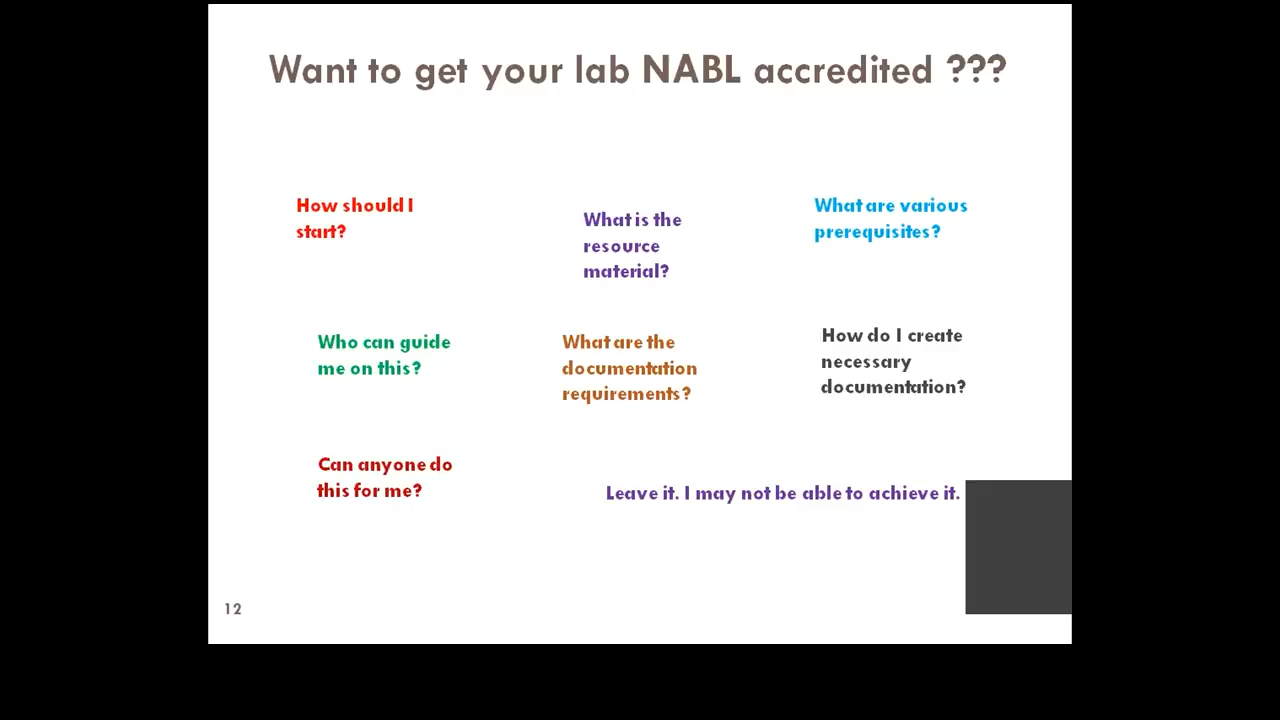 Want to get your lab NABL accredited ???
How should I
start?
What is the
resource
material?
What are various
prerequisites?
Who can guide
me on this?
What are the
documentation
requirements?
How do I create
necessary
documentation?
Can anyone do
this for me?
Leave it. I may not be able to achieve it.
12